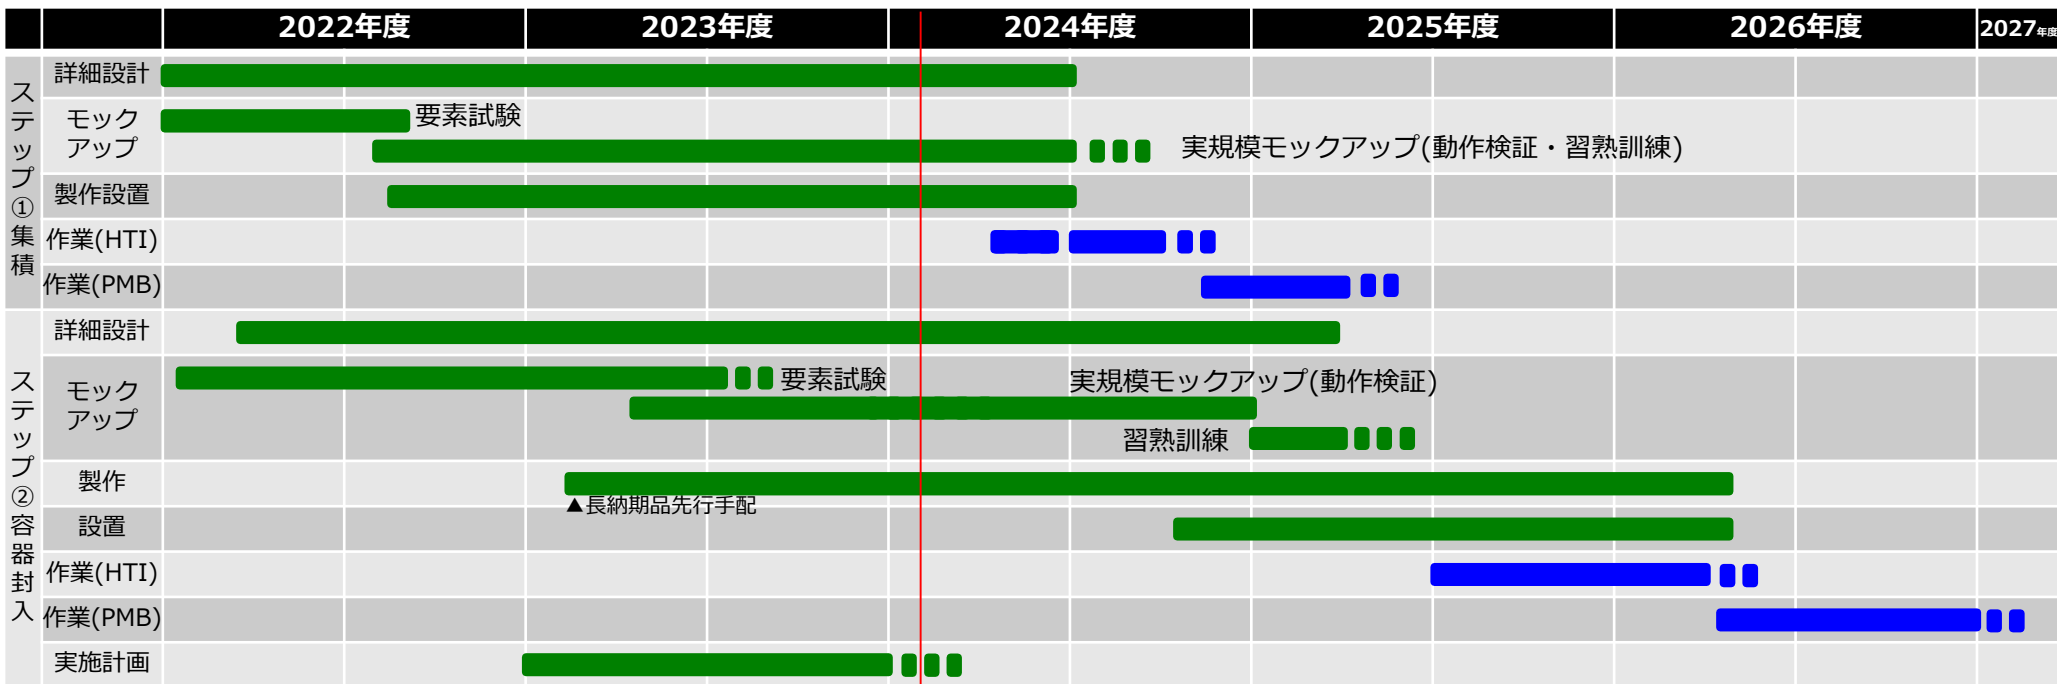 2022年度 2023年度 2024年度 2025年度 2026年度 2027年度
ステップ①集積
詳細設計
モック
アップ
要素試験
実規模モックアップ(動作検証・習熟訓練)
製作設置
作業(HTI)
作業(PMB)
ステップ②容器封入
詳細設計
モック
アップ
要素試験
実規模モックアップ(動作検証)
習熟訓練
製作
▲長納期品先行手配
設置
作業(HTI)
作業(PMB)
実施計画